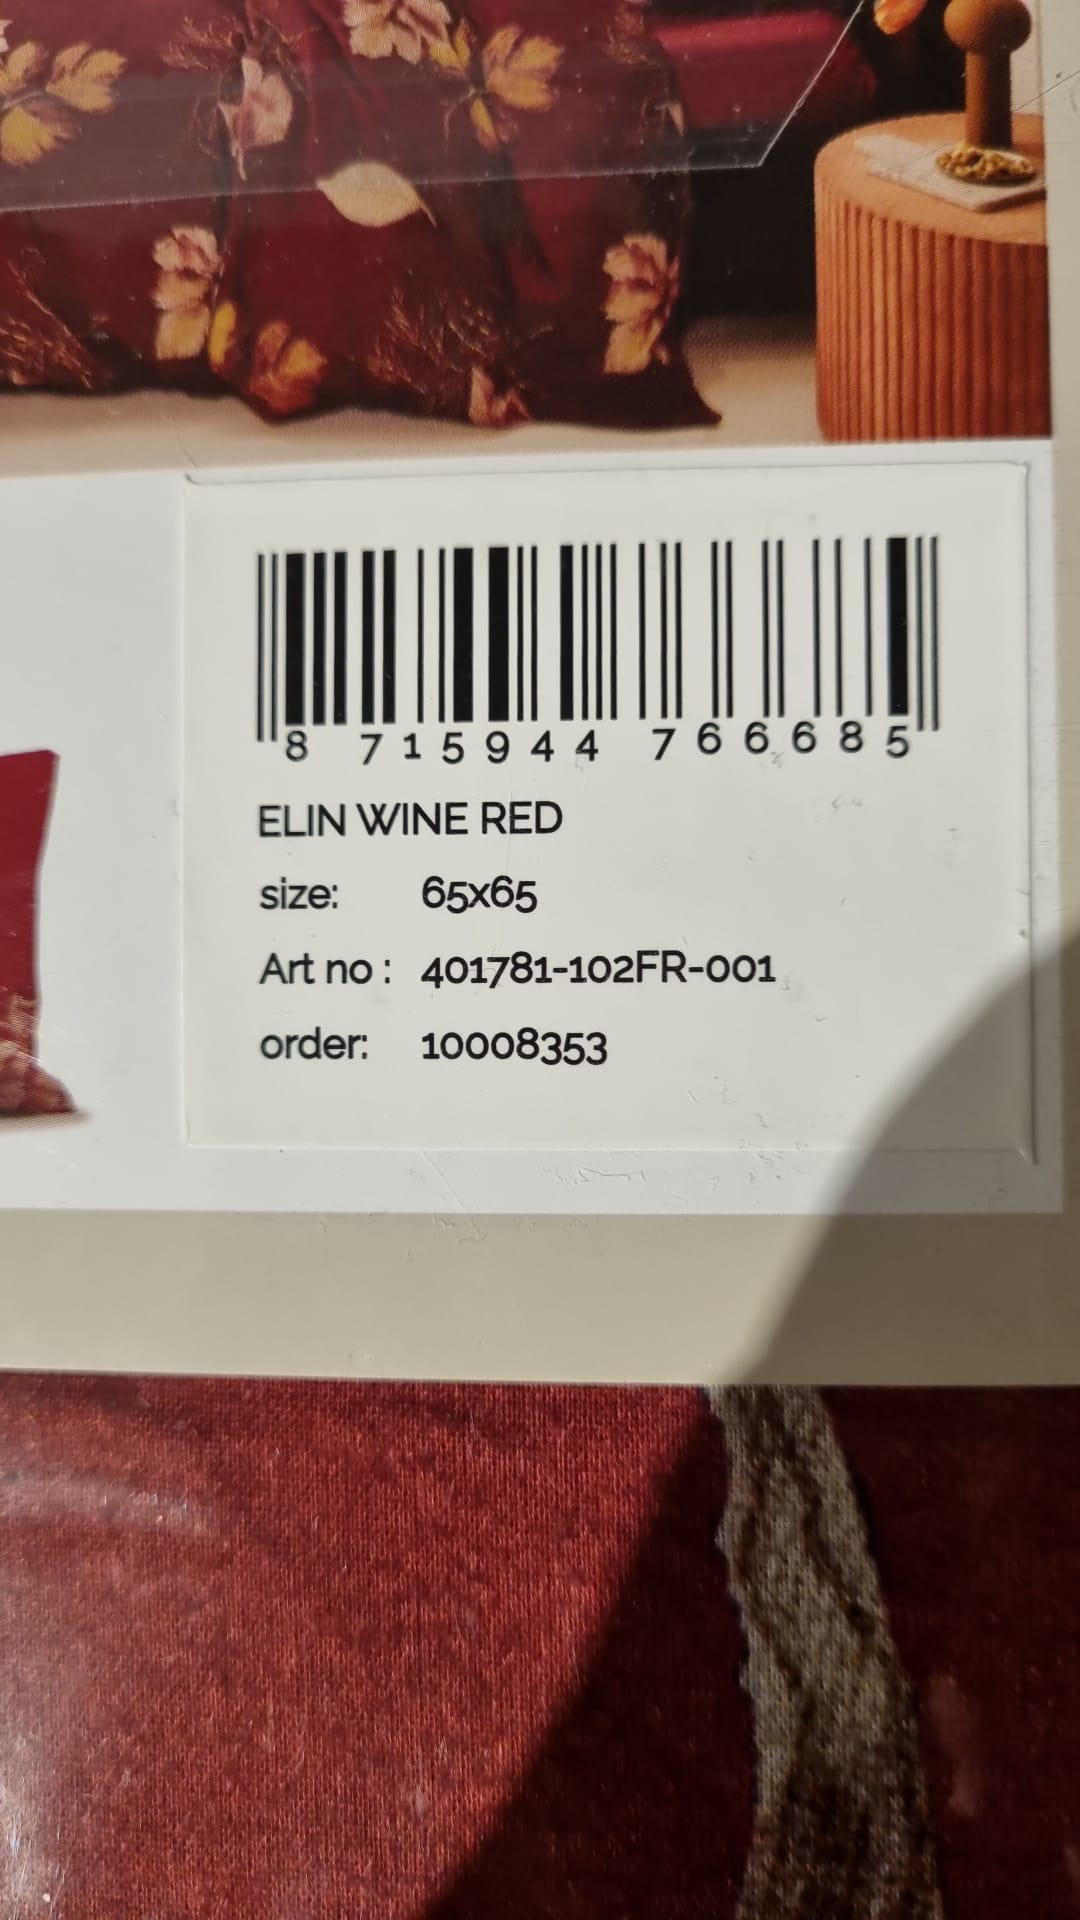 8 715944 766685
ELIN WINE RED
size: 65x65
Art no : 401781-102FR-001
order: 10008353